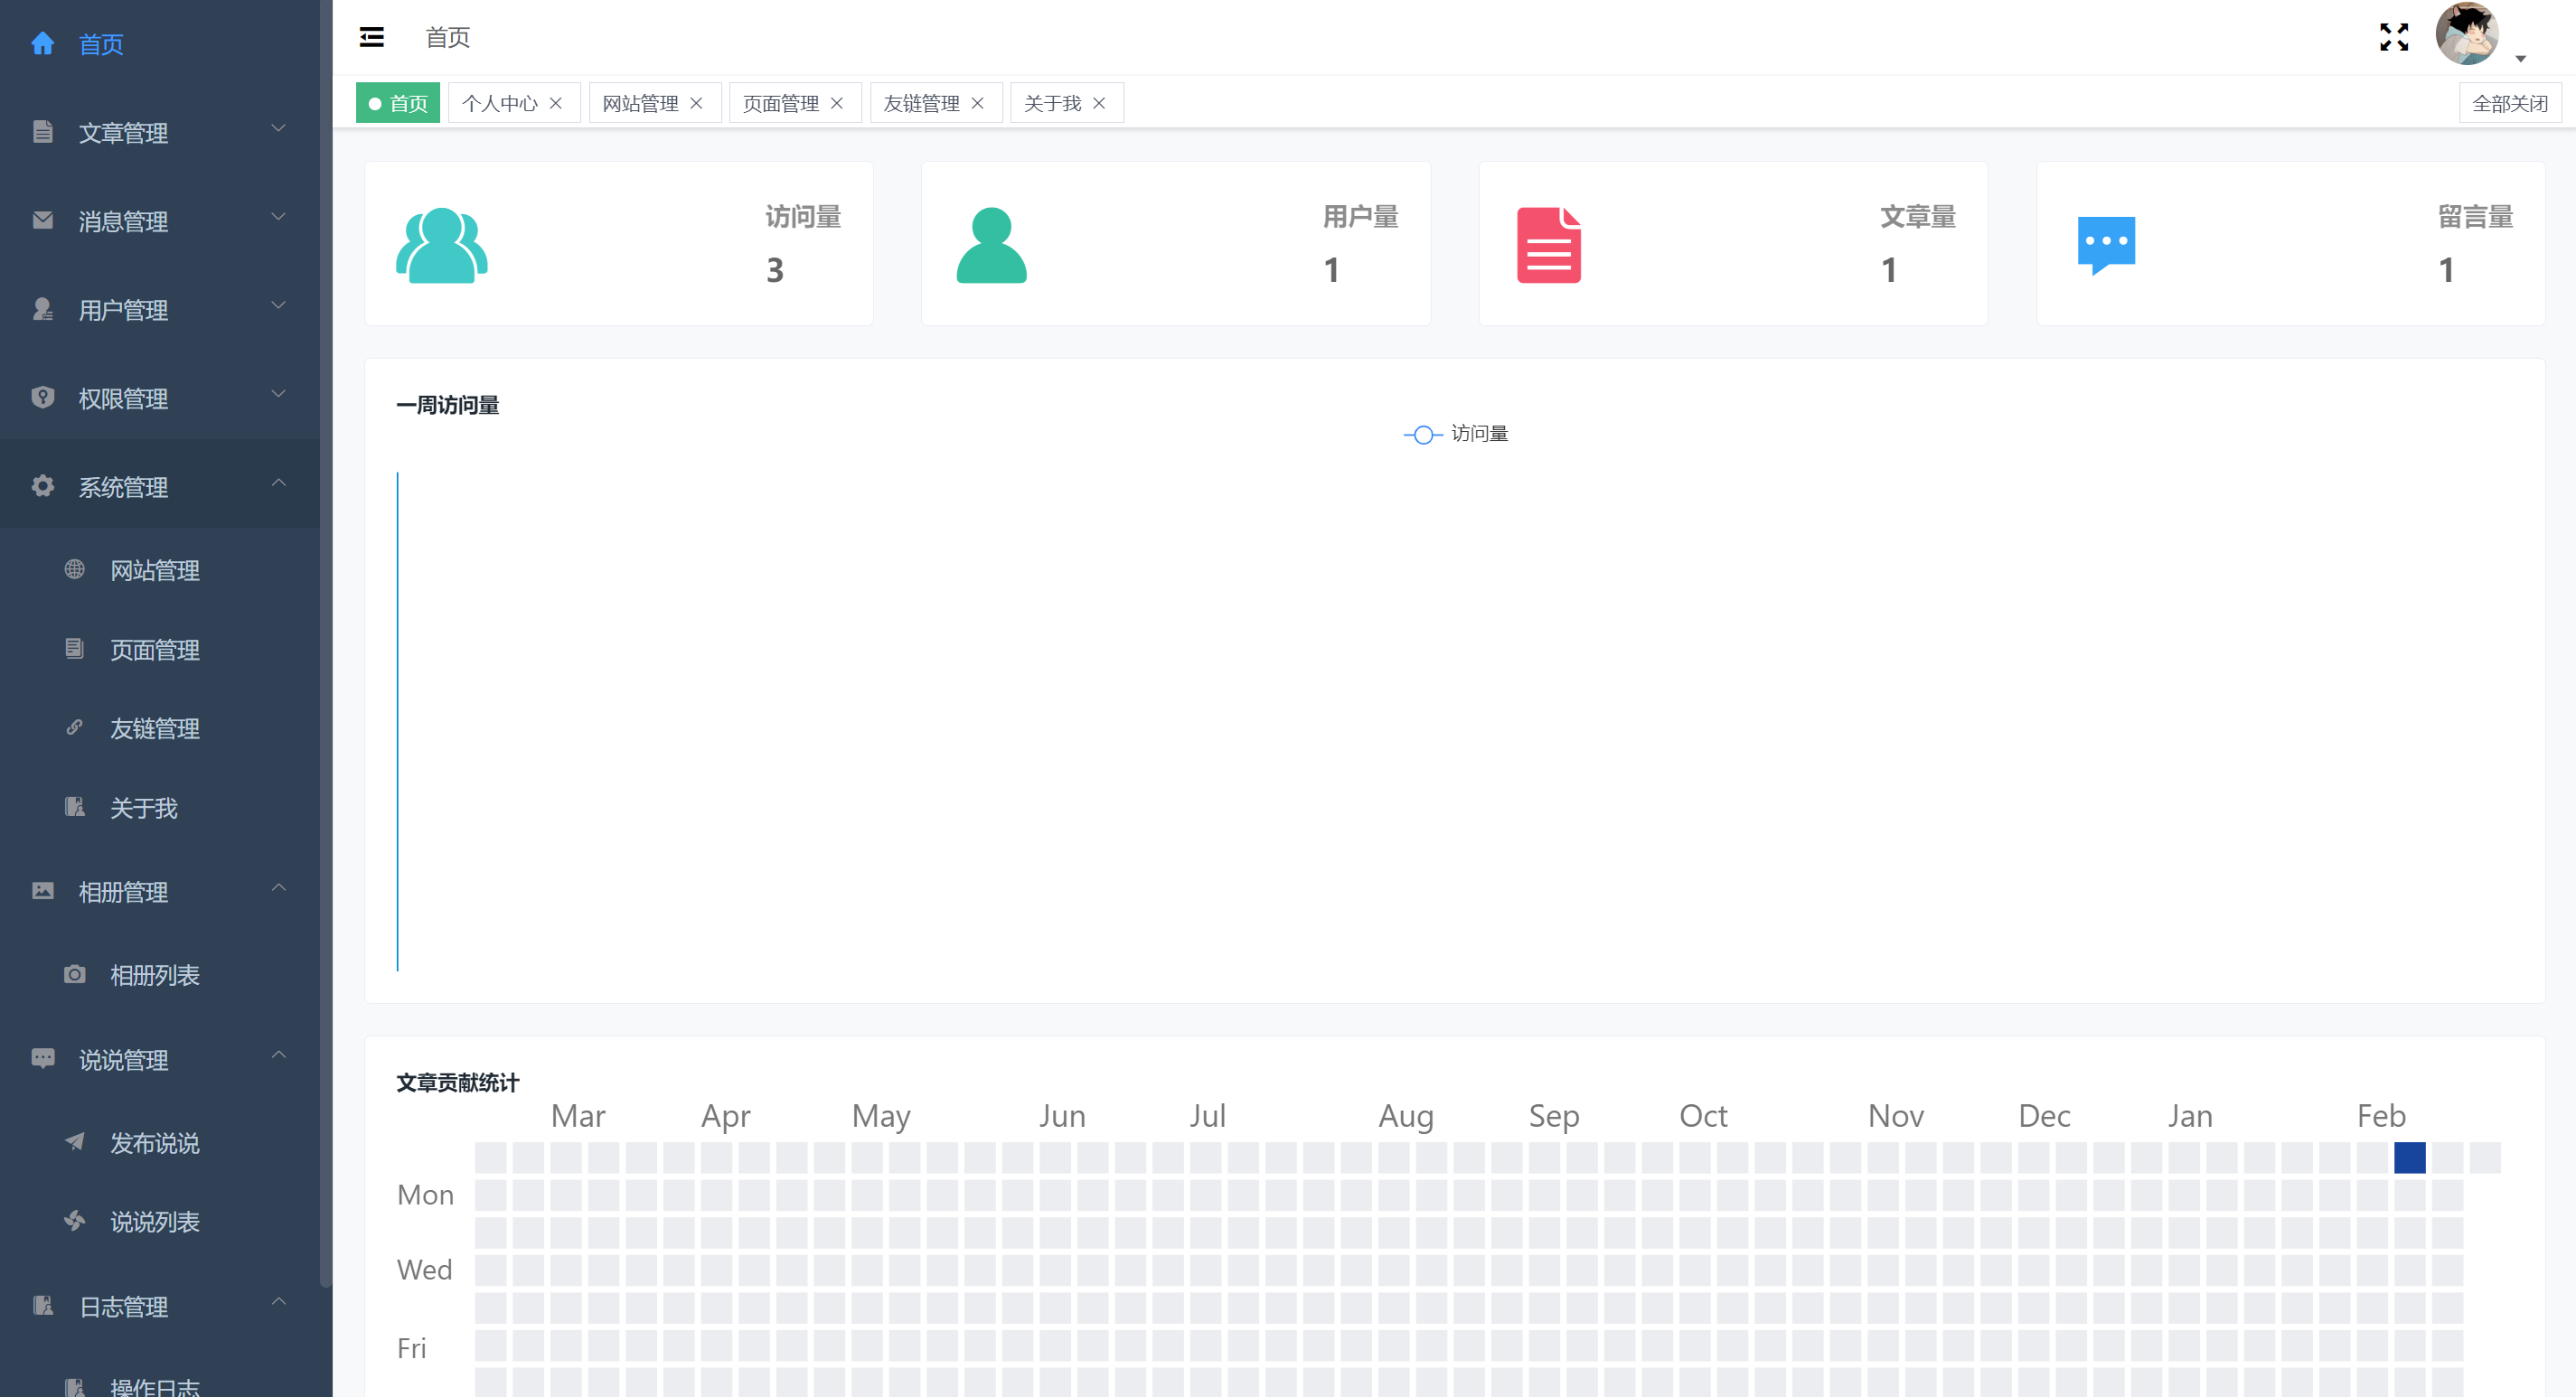 首页
文章管理
消息管理
用户管理
权限管理
系统管理
网站管理
页面管理
友链管理
关于我
相册管理
相册列表
说说管理
发布说说
说说列表
日志管理
操作日志
首页
首页 个人中心 网站管理 页面管理 友链管理 关于我 全部关闭
访问量
3
用户量
1
文章量
1
留言量
1
一周访问量
访问量
文章贡献统计
Mar Apr May Jun Jul Aug Sep Oct Nov Dec Jan Feb
Mon
Wed
Fri